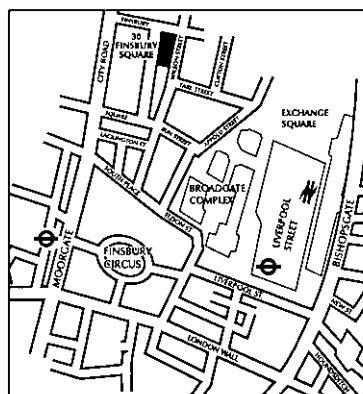 FINSBURY
30
FINSBURY
SQUARE
CITY ROAD
WILSON STREET
CLIFTON STREET
EARL STREET
SQUARE
LACKINGTON ST
SUN STREET
APPOLD STREET
EXCHANGE
SQUARE
SOUTH PLACE
BROADGATE
COMPLEX
ELDON ST
LIVERPOOL
STREET
BISHOPSGATE
MOORGATE
FINSBURY
CIRCUS
LIVERPOOL ST
NEW ST
LONDON WALL
HOUNDSDITCH